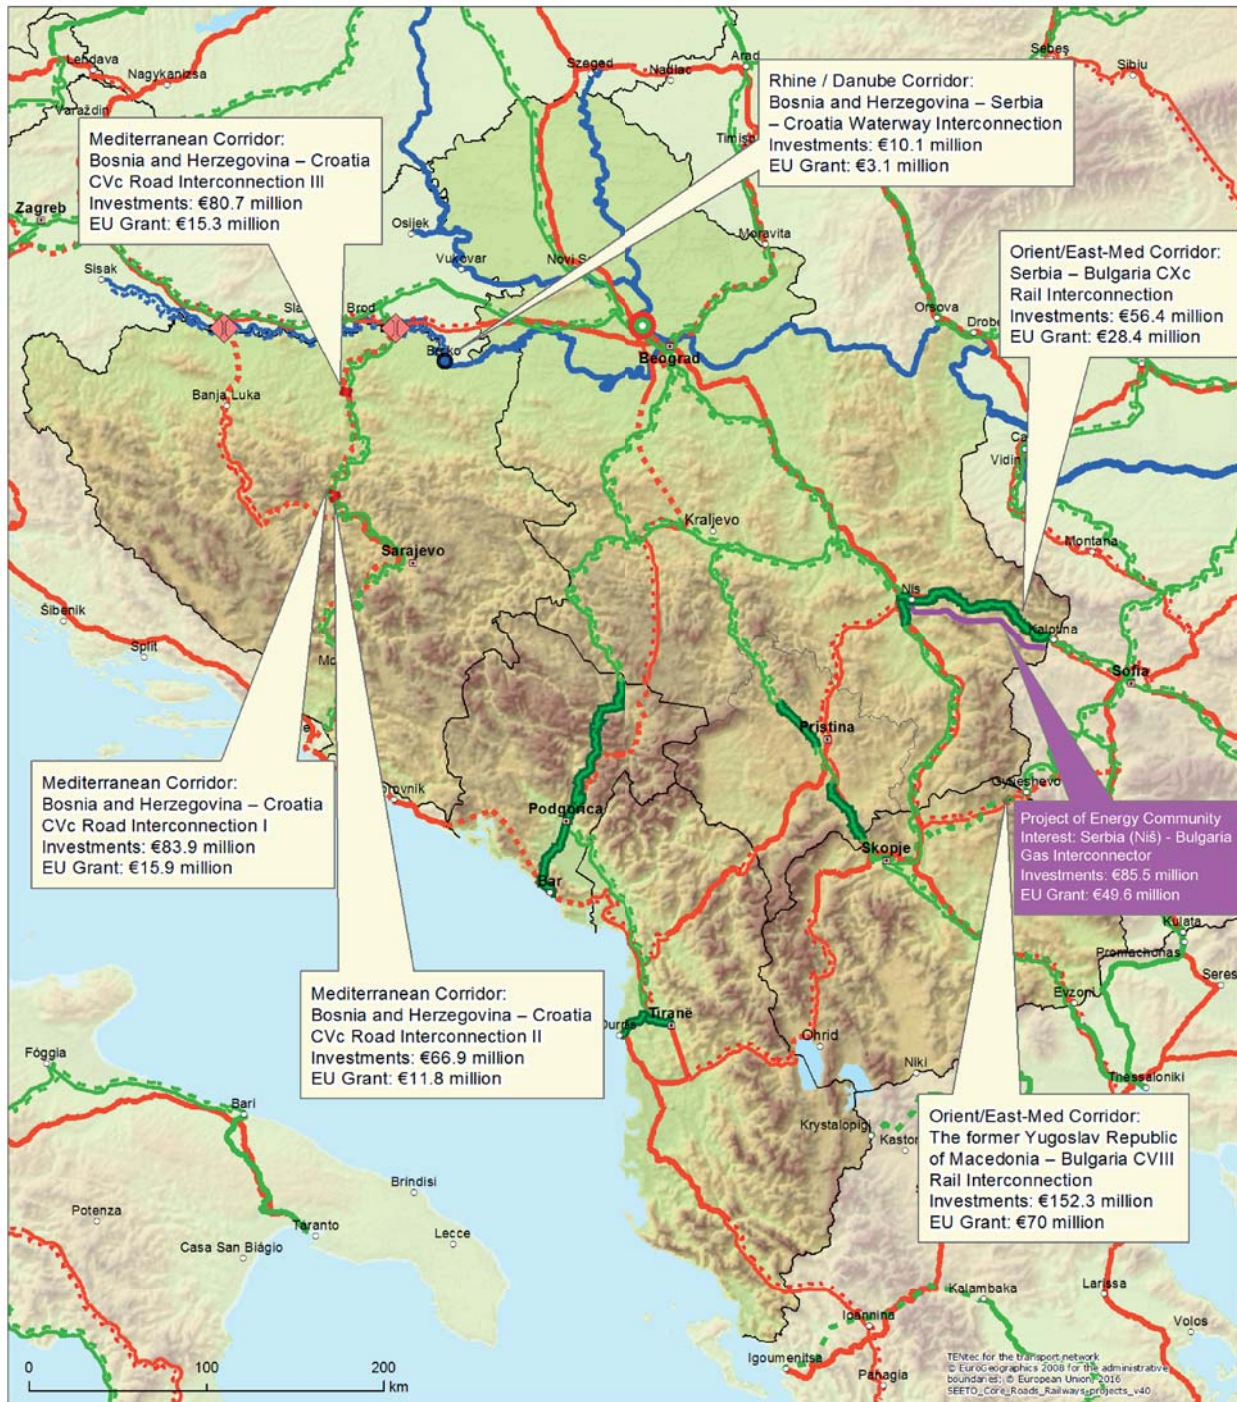 Lendava
Nagykanizsa
Varaždin
Szeged
Nadlac
Arad
Sebeș
Sibiu
Rhine / Danube Corridor:
Bosnia and Herzegovina – Serbia
– Croatia Waterway Interconnection
Investments: €10.1 million
EU Grant: €3.1 million
Mediterranean Corridor:
Bosnia and Herzegovina – Croatia
CVc Road Interconnection III
Investments: €80.7 million
EU Grant: €15.3 million
Zagreb
Osijek
Vukovar
Moravita
Sisak
Brod
Orsova
Orient/East-Med Corridor:
Serbia – Bulgaria CXc
Rail Interconnection
Investments: €56.4 million
EU Grant: €28.4 million
Beograd
Brčko
Banja Luka
Vidin
Kraljevo
Montana
Sarajevo
Šibenik
Split
Nis
Kalotina
Sofia
Pristina
Gyueshevo
Podgorica
Skopje
Bar
Project of Energy Community
Interest: Serbia (Niš) - Bulgaria
Gas Interconnector
Investments: €85.5 million
EU Grant: €49.6 million
Mediterranean Corridor:
Bosnia and Herzegovina – Croatia
CVc Road Interconnection I
Investments: €83.9 million
EU Grant: €15.9 million
Kulata
Promachonas
Seres
Evzoni
Mediterranean Corridor:
Bosnia and Herzegovina – Croatia
CVc Road Interconnection II
Investments: €66.9 million
EU Grant: €11.8 million
Tiranë
Ohrid
Niki
Thessaloniki
Fóggia
Bari
Krystalopigi
Orient/East-Med Corridor:
The former Yugoslav Republic
of Macedonia – Bulgaria CVIII
Rail Interconnection
Investments: €152.3 million
EU Grant: €70 million
Brindisi
Potenza
Taranto
Lecce
Casa San Biágio
Kalambaka
Larissa
Ioannina
Volos
Igoumenitsa
Panagia
0 100 200
km
TENtec for the transport network
© EuroGeographics 2008 for the administrative
boundaries; © European Union, 2016
SEETO_Core_Roads_Railways-projects_v40